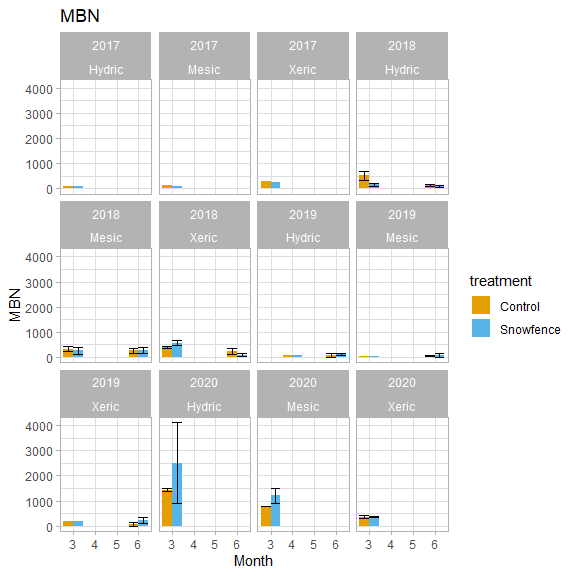 MBN
2017 2017 2017 2018
Hydric Mesic Xeric Hydric
4000
3000
2000
1000
0
2018 2018 2019 2019
Mesic Xeric Hydric Mesic
4000
3000
2000
1000
0
MBN
treatment
Control
Snowfence
2019 2020 2020 2020
Xeric Hydric Mesic Xeric
4000
3000
2000
1000
0
3 4 5 6 3 4 5 6 3 4 5 6 3 4 5 6
Month